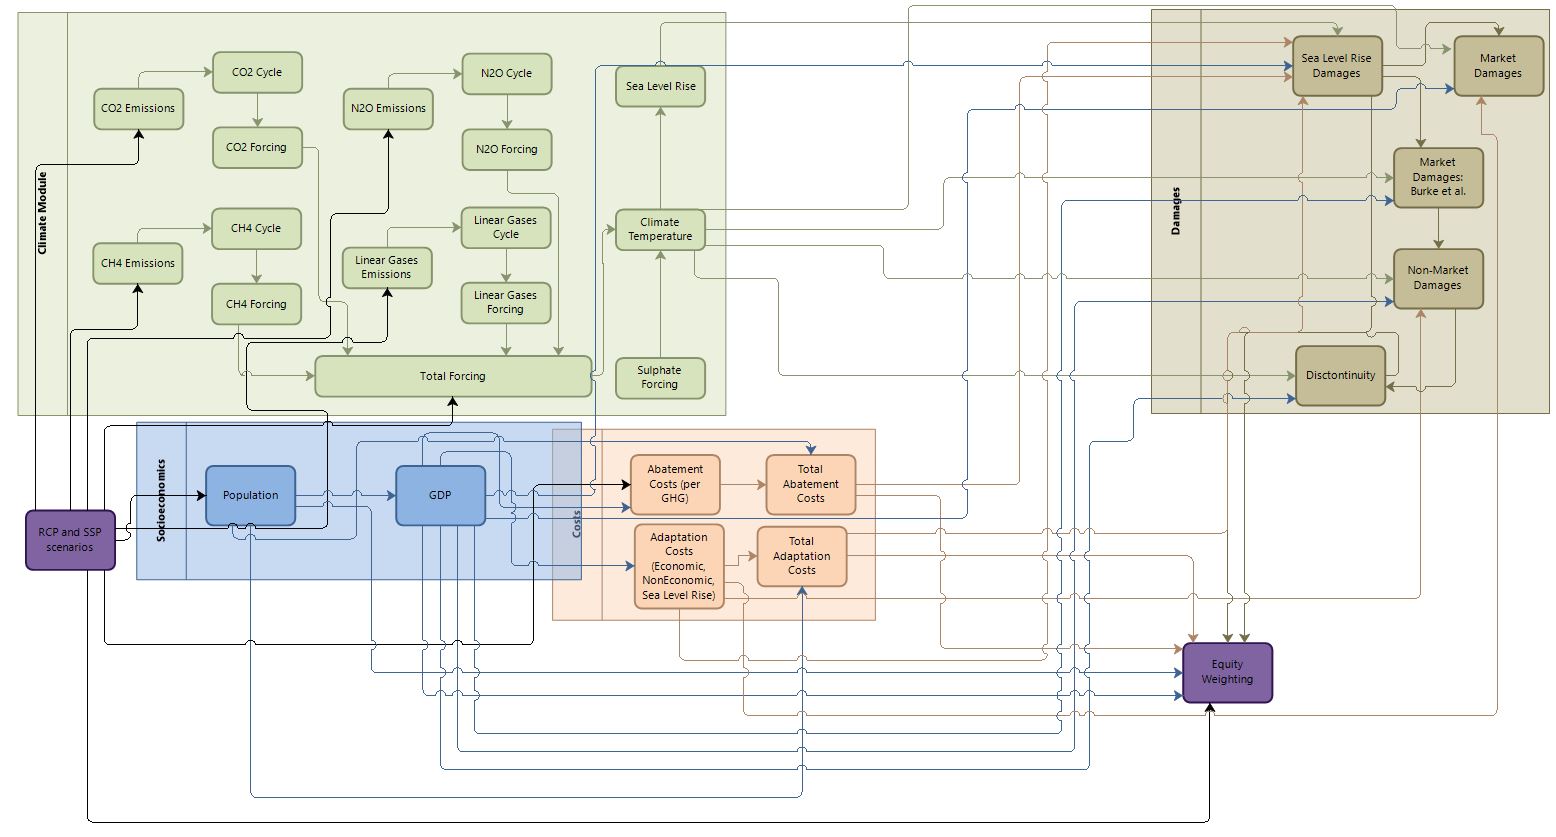 Climate Module
CO2 Emissions
CO2 Cycle
CO2 Forcing
N2O Emissions
N2O Cycle
N2O Forcing
CH4 Emissions
CH4 Cycle
CH4 Forcing
Linear Gases
Emissions
Linear Gases
Cycle
Linear Gases
Forcing
Total Forcing
Sea Level Rise
Climate
Temperature
Sulphate
Forcing
Damages
Sea Level Rise
Damages
Market
Damages
Market
Damages:
Burke et al.
Non-Market
Damages
Disctontinuity
RCP and SSP
scenarios
Socioeconomics
Population
GDP
Costs
Abatement
Costs (per
GHG)
Total
Abatement
Costs
Adaptation
Costs
(Economic,
NonEconomic,
Sea Level Rise)
Total
Adaptation
Costs
Equity
Weighting